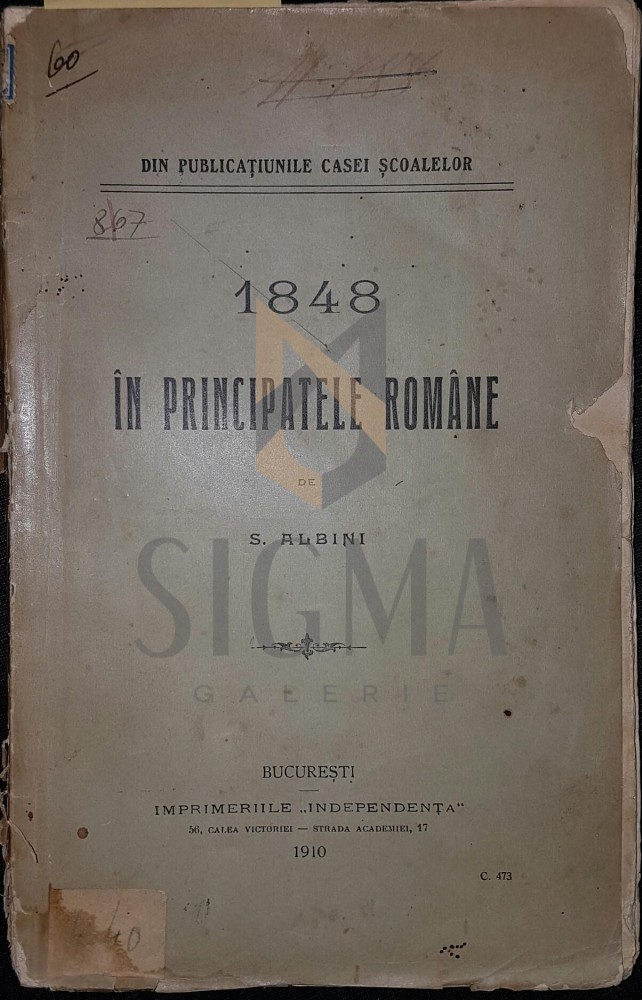 60
DIN PUBLICAȚIUNILE CASEI ȘCOALELOR
867
1848
ÎN PRINCIPATELE ROMÂNE
DE
S. ALBINI
SIGMA
GALERIE
BUCUREȘTI
IMPRIMERIILE „INDEPENDENȚA"
56, CALEA VICTORIEI — STRADA ACADEMIEI, 17
1910
C. 473